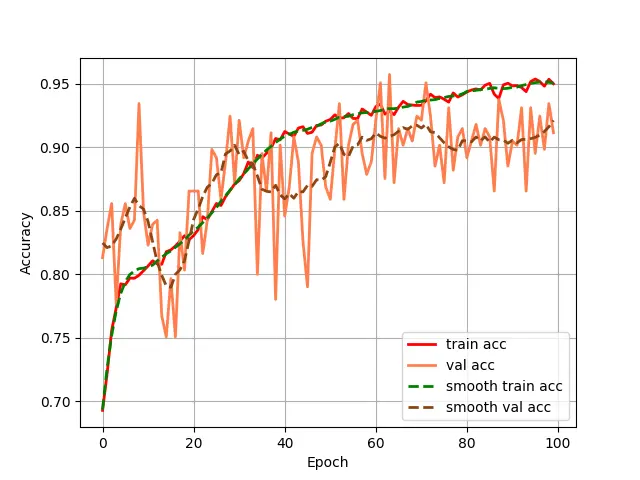 0.95
0.90
0.85
0.80
0.75
0.70
Accuracy
train acc
val acc
smooth train acc
smooth val acc
0 20 40 60 80 100
Epoch